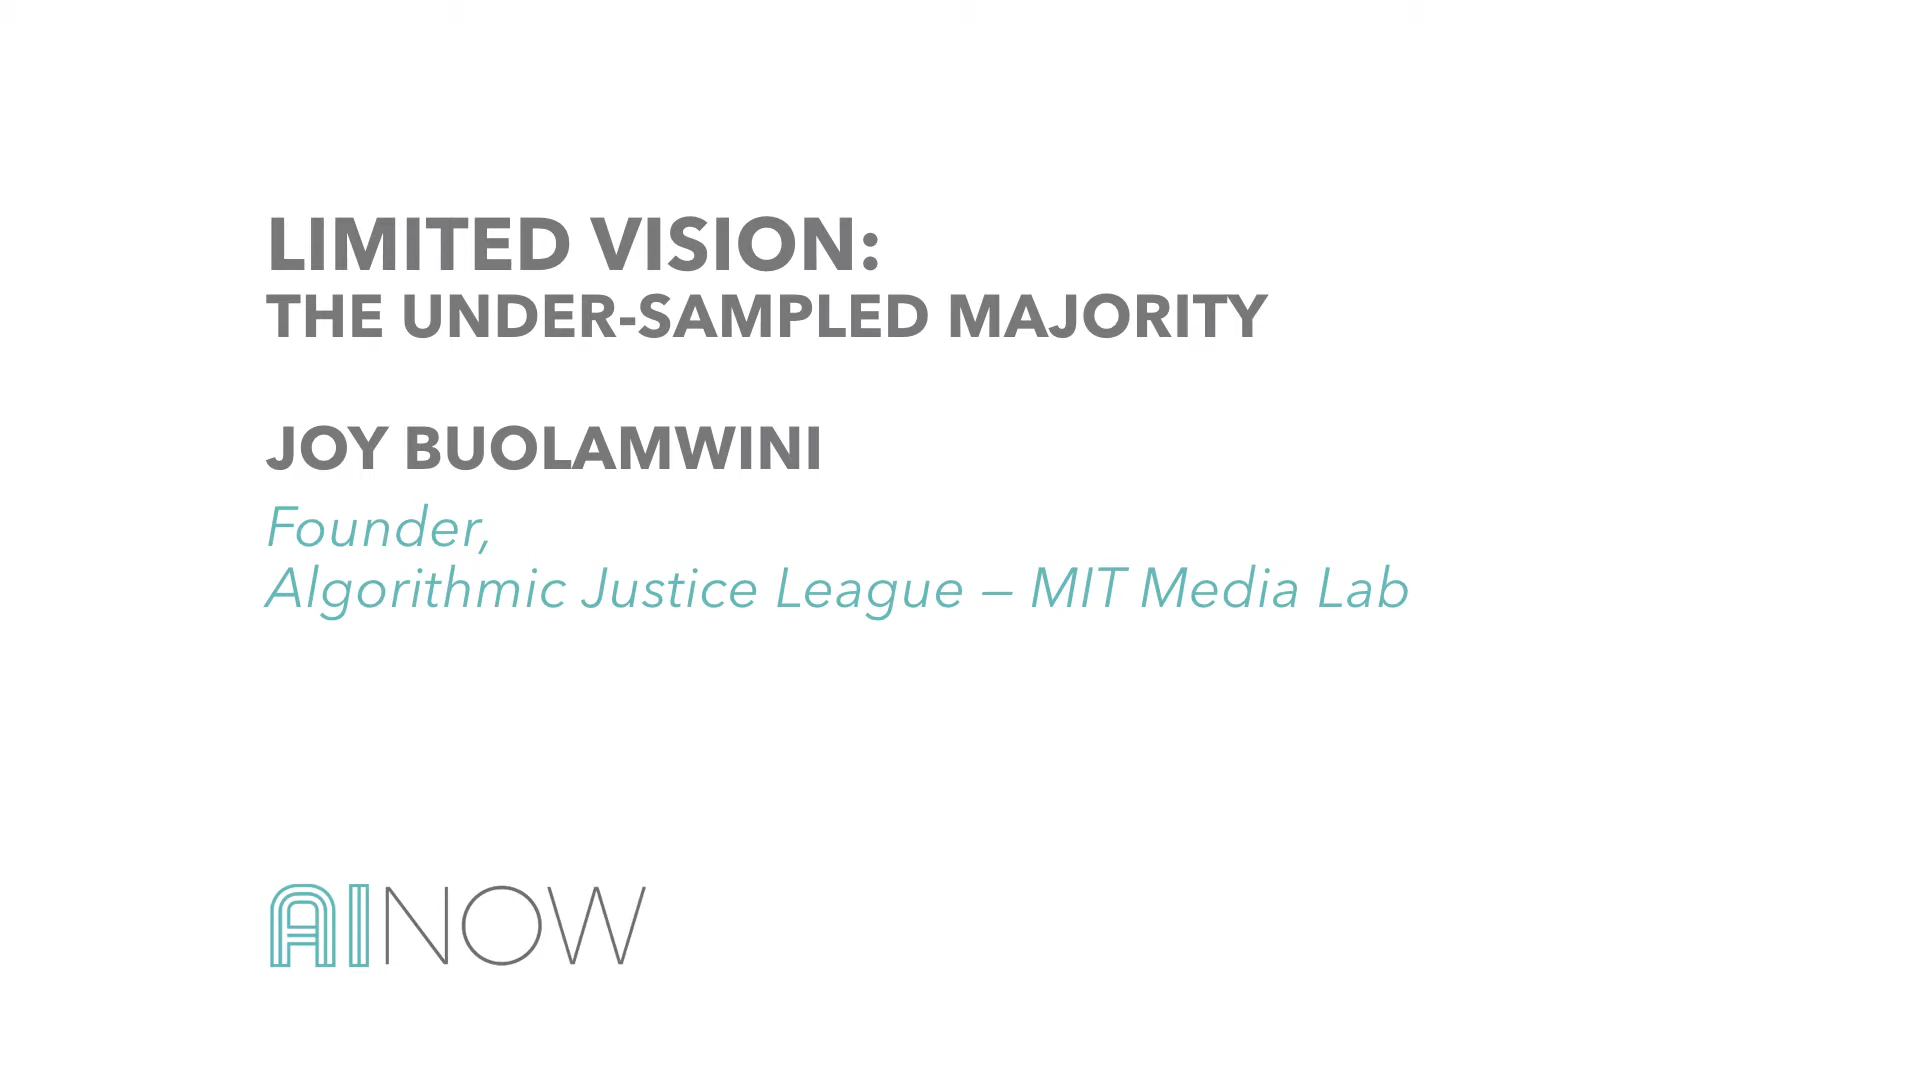 LIMITED VISION:
THE UNDER-SAMPLED MAJORITY
JOY BUOLAMWINI
Founder,
Algorithmic Justice League – MIT Media Lab
AINOW